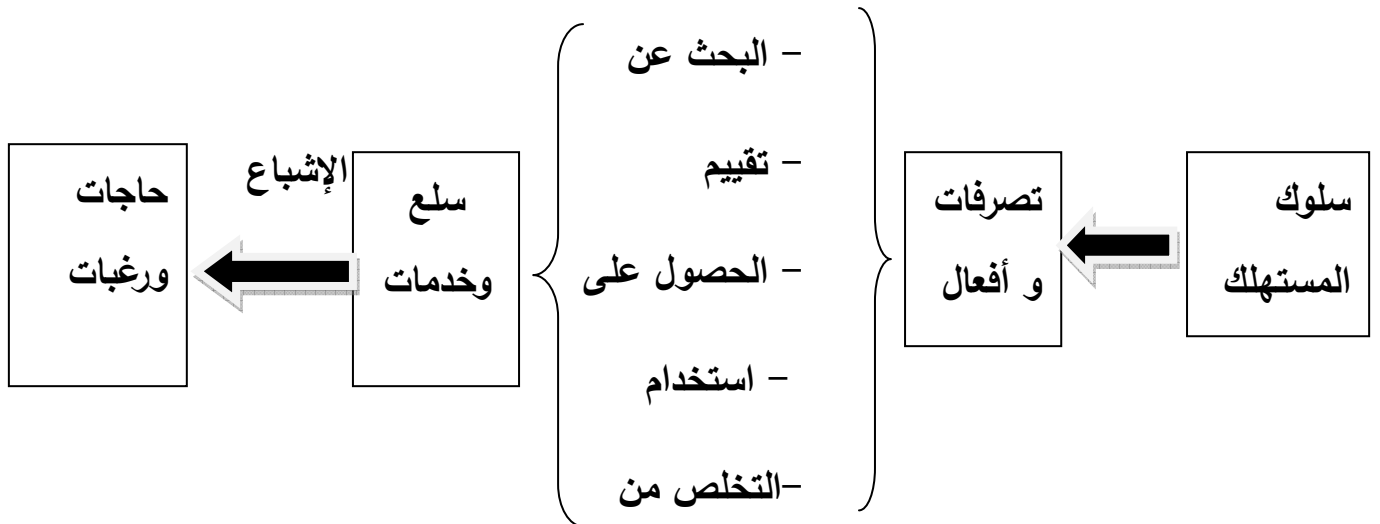 سلوك
المستهلك
تصرفات
و أفعال
– البحث عن
– تقييم
– الحصول على
– استخدام
–التخلص من
سلع
وخدمات
الإشباع
حاجات
ورغبات